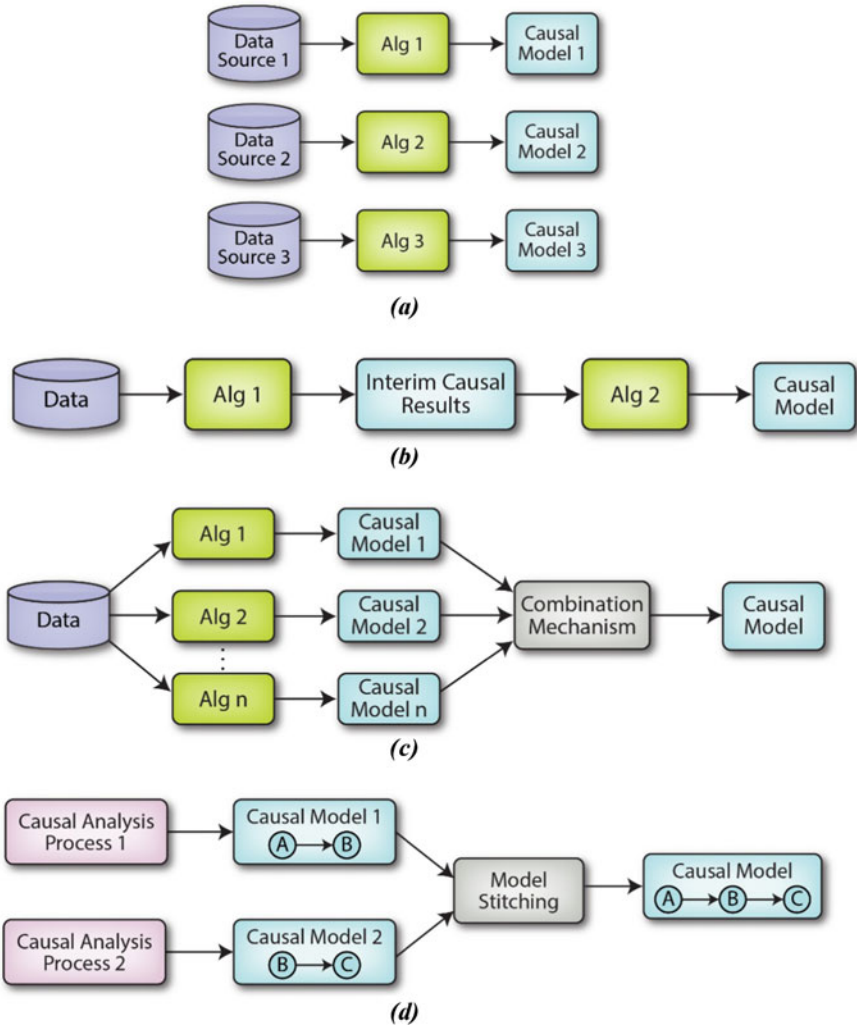 Data
Source 1
Alg 1
Causal
Model 1
Data
Source 2
Alg 2
Causal
Model 2
Data
Source 3
Alg 3
Causal
Model 3
(a)
Data
Alg 1
Interim Causal
Results
Alg 2
Causal
Model
(b)
Data
Alg 1
Causal
Model 1
Alg 2
Causal
Model 2
Alg n
Causal
Model n
Combination
Mechanism
Causal
Model
(c)
Causal Analysis
Process 1
Causal Model 1
A B
Causal Analysis
Process 2
Causal Model 2
B C
Model
Stitching
Causal Model
A B C
(d)